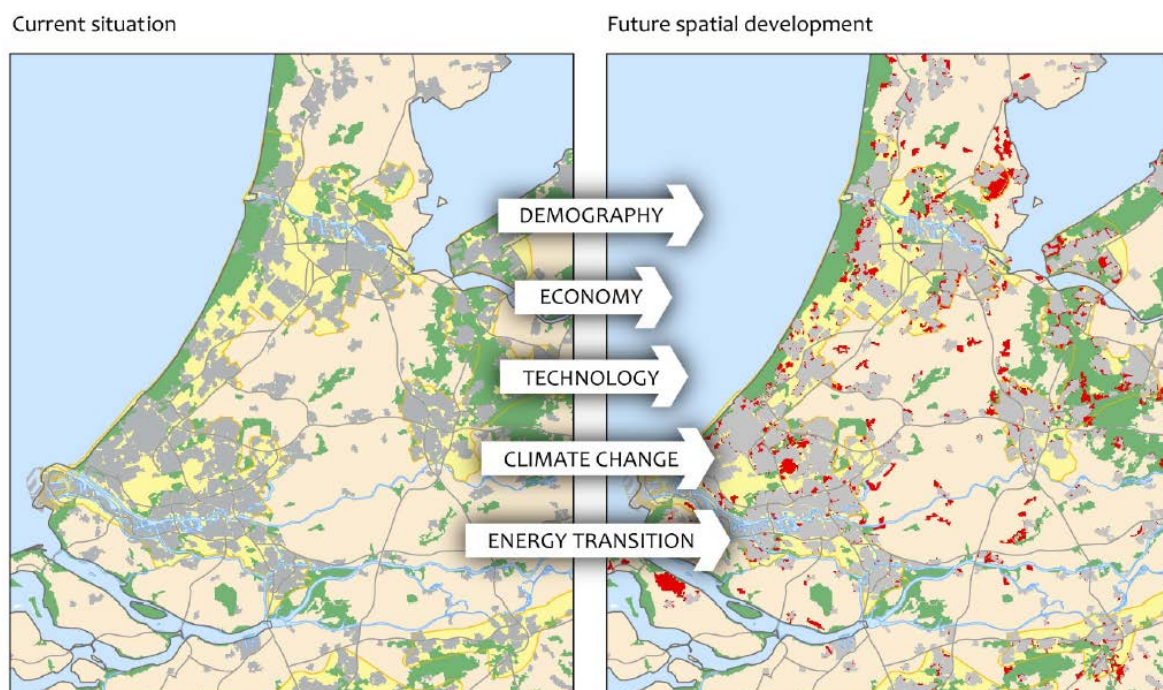 Current situation
Future spatial development
DEMOGRAPHY
ECONOMY
TECHNOLOGY
CLIMATE CHANGE
ENERGY TRANSITION